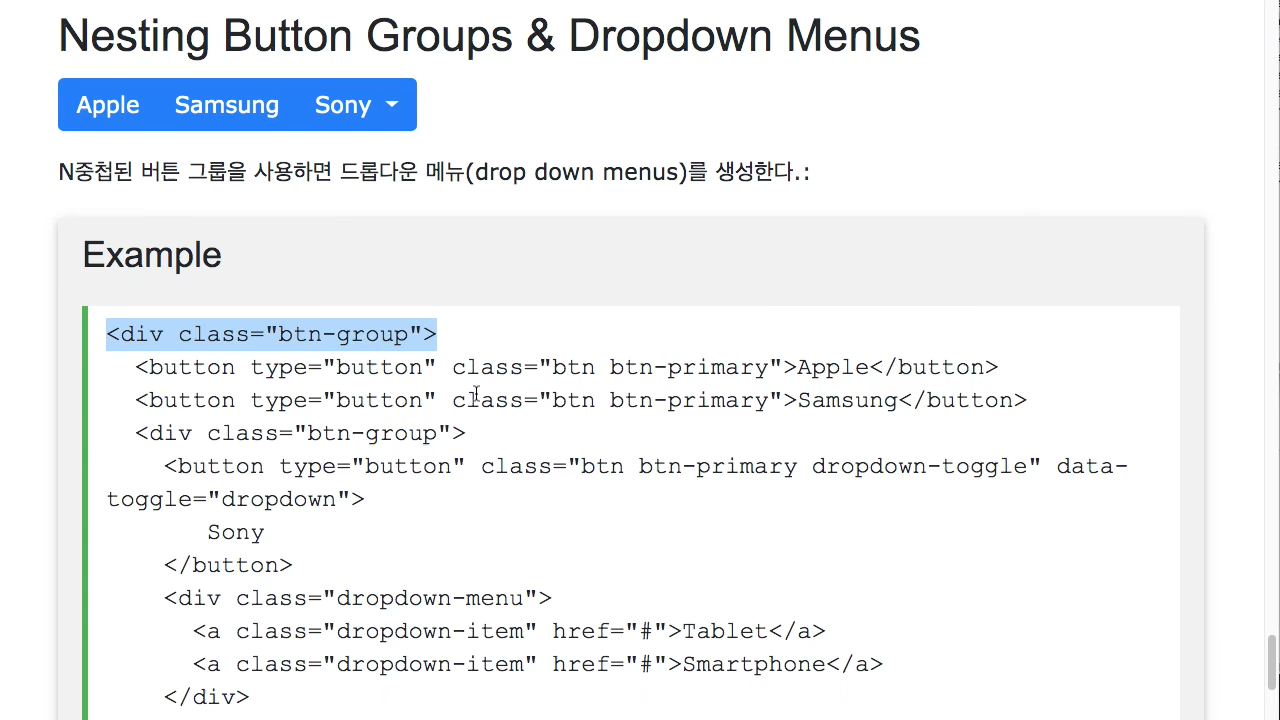 Nesting Button Groups & Dropdown Menus
Apple Samsung Sony
N중첩된 버튼 그룹을 사용하면 드롭다운 메뉴(drop down menus)를 생성한다.:
Example
<div class="btn-group">
<button type="button" class="btn btn-primary">Apple</button>
<button type="button" class="btn btn-primary">Samsung</button>
<div class="btn-group">
<button type="button" class="btn btn-primary dropdown-toggle" data-
toggle="dropdown">
Sony
</button>
<div class="dropdown-menu">
<a class="dropdown-item" href="#">Tablet</a>
<a class="dropdown-item" href="#">Smartphone</a>
</div>